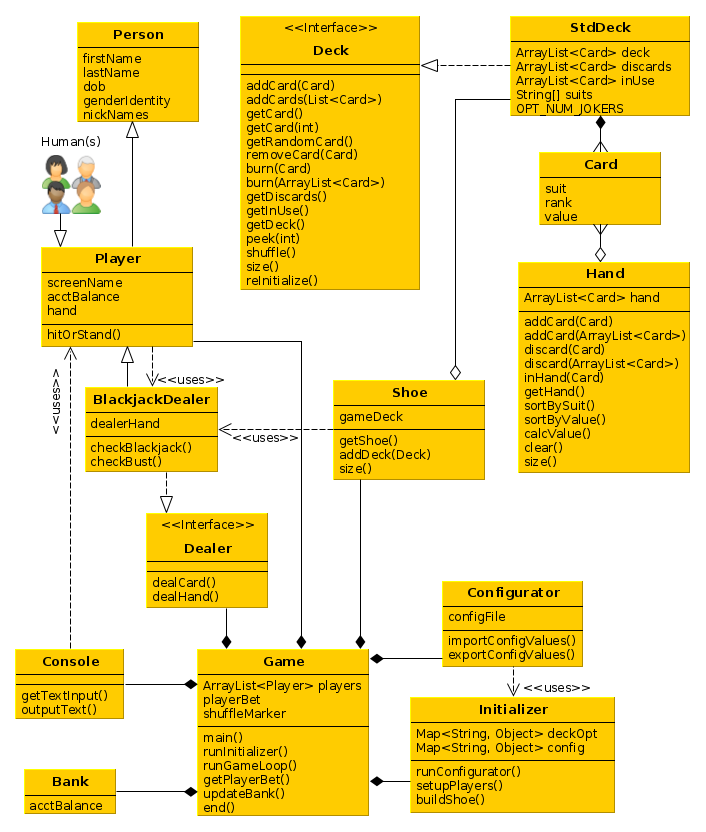 Person
firstName
lastName
dob
genderIdentity
nickNames
Human(s)
<<Interface>>
Deck
addCard(Card)
addCards(List<Card>)
getCard()
getCard(int)
getRandomCard()
removeCard(Card)
burn(Card)
burn(ArrayList<Card>)
getDiscards()
getInUse()
getDeck()
peek(int)
shuffle()
size()
reInitialize()
StdDeck
ArrayList<Card> deck
ArrayList<Card> discards
ArrayList<Card> inUse
String[] suits
OPT_NUM_JOKERS
Card
suit
rank
value
Hand
ArrayList<Card> hand
addCard(Card)
addCard(ArrayList<Card>)
discard(Card)
discard(ArrayList<Card>)
inHand(Card)
getHand()
sortBySuit()
sortByValue()
calcValue()
clear()
size()
Player
screenName
acctBalance
hand
hitOrStand()
<<uses>>
<<uses>>
BlackjackDealer
dealerHand
checkBlackjack()
checkBust()
<<uses>>
Shoe
gameDeck
getShoe()
addDeck(Deck)
size()
<<Interface>>
Dealer
dealCard()
dealHand()
Configurator
configFile
importConfigValues()
exportConfigValues()
<<uses>>
Console
getTextInput()
outputText()
Game
ArrayList<Player> players
playerBet
shuffleMarker
main()
runInitializer()
runGameLoop()
getPlayerBet()
updateBank()
end()
Initializer
Map<String, Object> deckOpt
Map<String, Object> config
runConfigurator()
setupPlayers()
buildShoe()
Bank
acctBalance